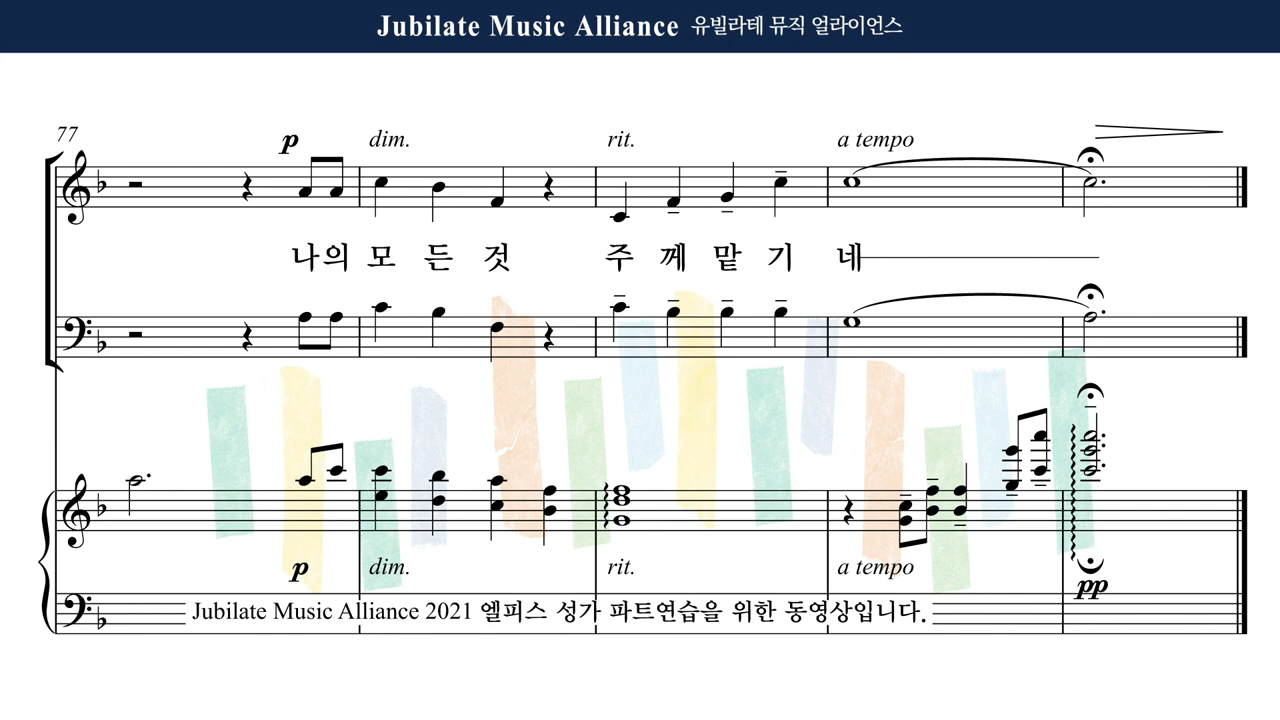 Jubilate Music Alliance 유빌라테 뮤직 얼라이언스
77
p dim. rit. a tempo
나의 모 든 것 주 께 맡 기 네
p dim. rit. a tempo pp
Jubilate Music Alliance 2021 엘피스 성가 파트연습을 위한 동영상입니다.